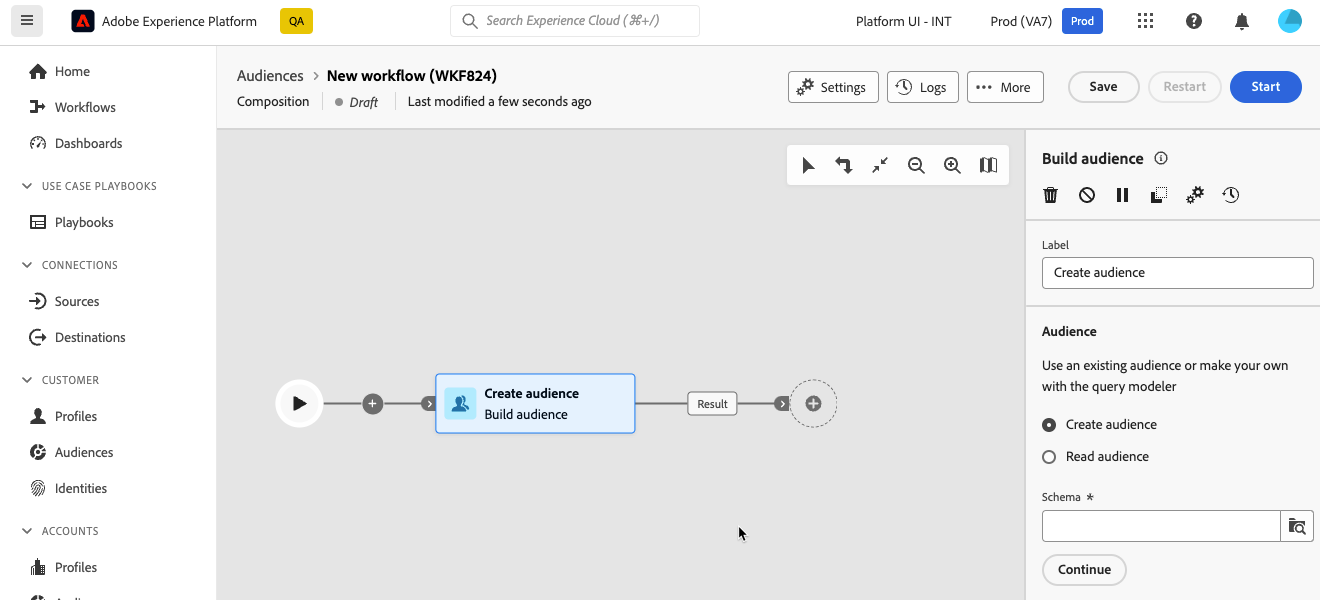 Adobe Experience Platform
QA
Search Experience Cloud (⌘+/)
Platform UI - INT
Prod (VA7)
Prod
Home
Workflows
Dashboards
USE CASE PLAYBOOKS
Playbooks
CONNECTIONS
Sources
Destinations
CUSTOMER
Profiles
Audiences
Identities
ACCOUNTS
Profiles
Audiences > New workflow (WKF824)
Composition
Draft
Last modified a few seconds ago
Settings
Logs
More
Save
Restart
Start
Create audience
Build audience
Result
Build audience
Label
Create audience
Audience
Use an existing audience or make your own
with the query modeler
Create audience
Read audience
Schema *
Continue